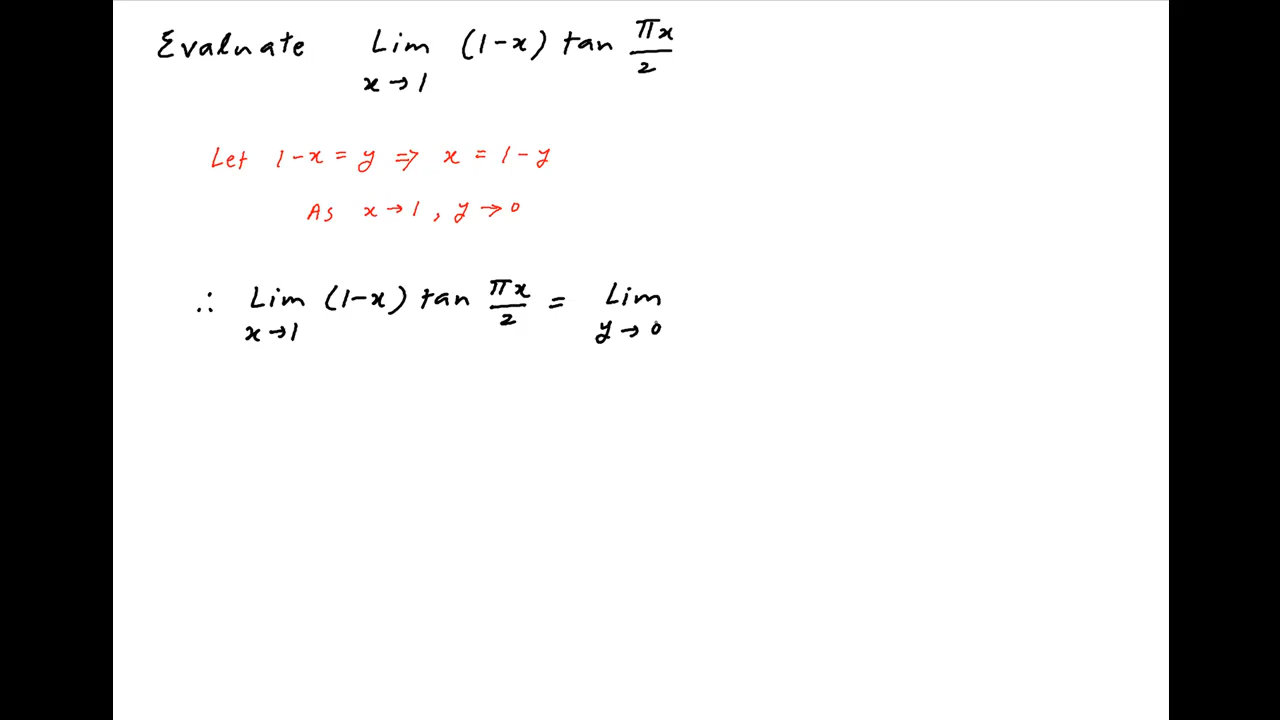 Evaluate Lim (1-x) tan πx/2
x→1
Let 1-x = y ⇒ x = 1-y
As x→1, y→0
∴ Lim (1-x) tan πx/2 = Lim
x→1 y→0